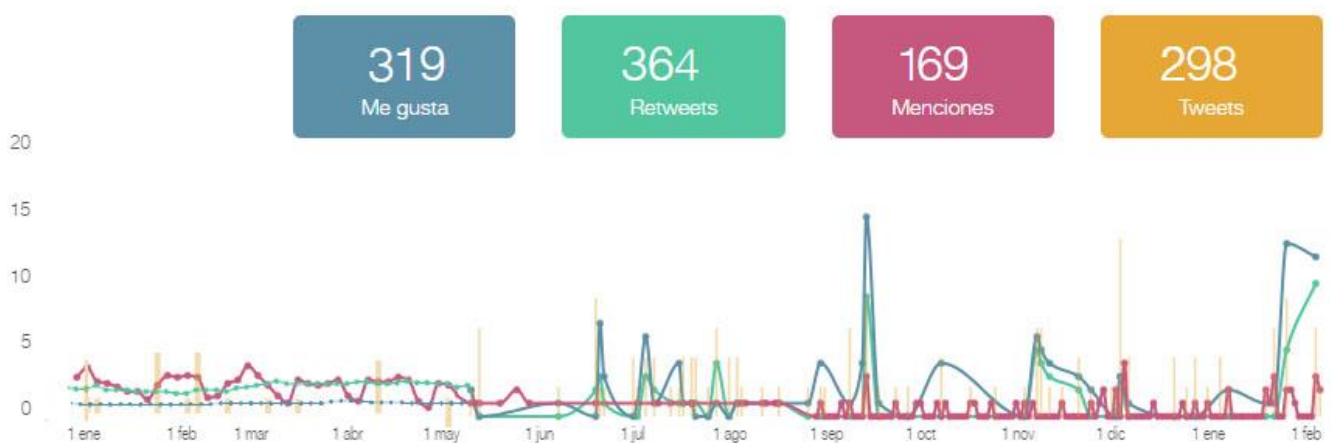 319 364 169 298
Me gusta Retweets Menciones Tweets
20
15
10
5
0
1 ene 1 feb 1 mar 1 abr 1 may 1 jun 1 jul 1 ago 1 sep 1 oct 1 nov 1 dic 1 ene 1 feb